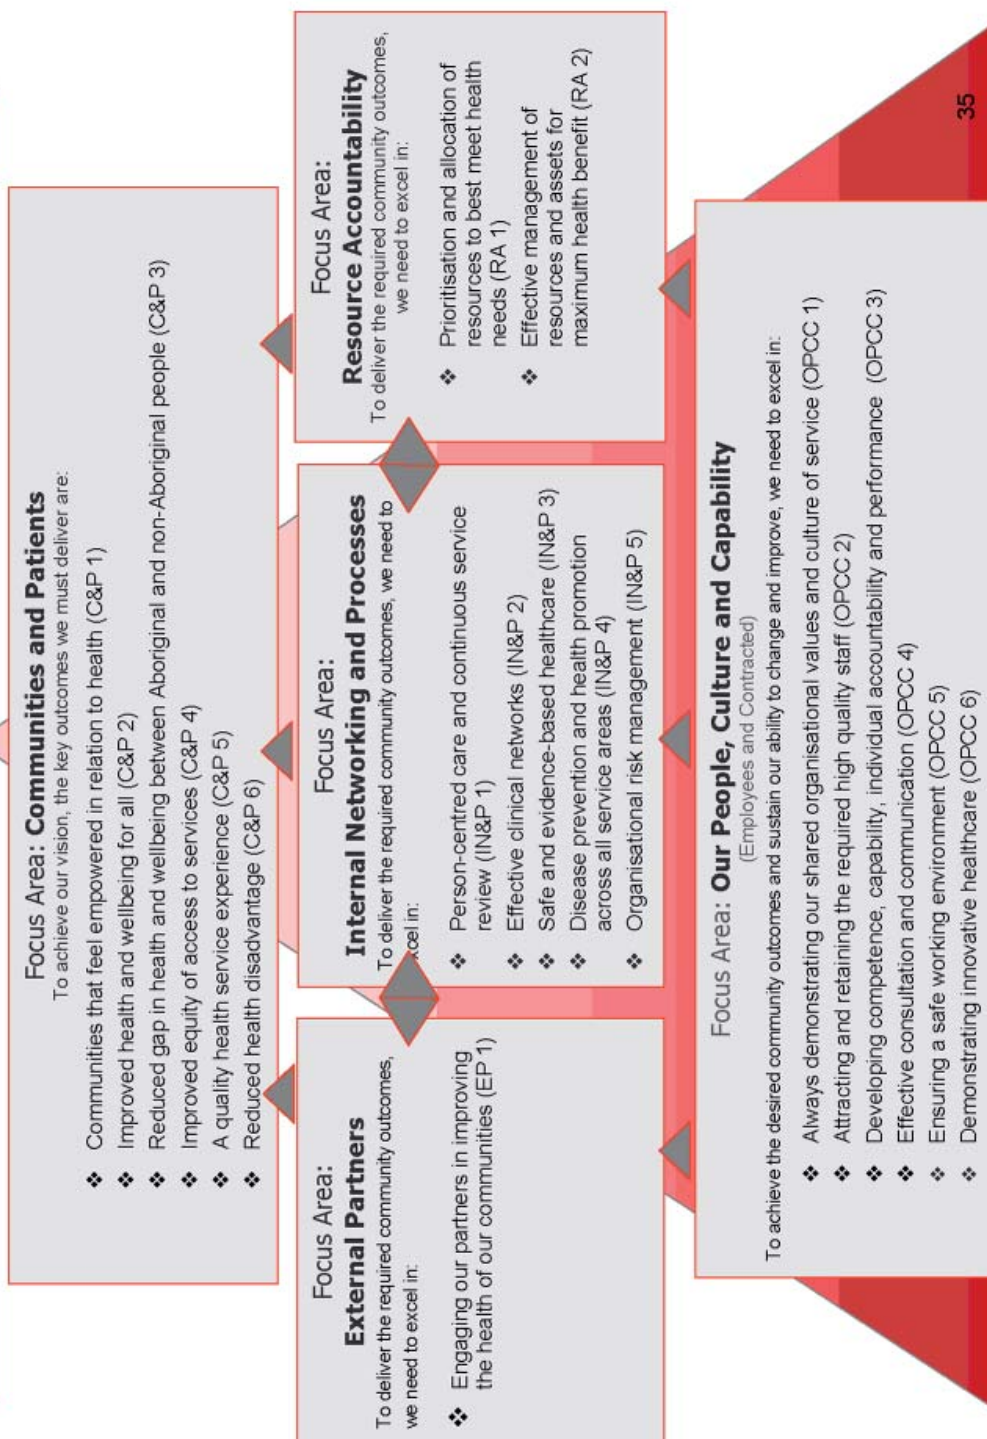 Focus Area: Communities and Patients
To achieve our vision, the key outcomes we must deliver are:
❖ Communities that feel empowered in relation to health (C&P 1)
❖ Improved health and wellbeing for all (C&P 2)
❖ Reduced gap in health and wellbeing between Aboriginal and non-Aboriginal people (C&P 3)
❖ Improved equity of access to services (C&P 4)
❖ A quality health service experience (C&P 5)
❖ Reduced health disadvantage (C&P 6)
Focus Area:
External Partners
To deliver the required community outcomes,
we need to excel in:
❖ Engaging our partners in improving
the health of our communities (EP 1)
Focus Area:
Internal Networking and Processes
To deliver the required community outcomes, we need to
xcel in:
❖ Person-centred care and continuous service
review (IN&P 1)
❖ Effective clinical networks (IN&P 2)
❖ Safe and evidence-based healthcare (IN&P 3)
❖ Disease prevention and health promotion
across all service areas (IN&P 4)
❖ Organisational risk management (IN&P 5)
Focus Area:
Resource Accountability
To deliver the required community outcomes,
we need to excel in:
❖ Prioritisation and allocation of
resources to best meet health
needs (RA 1)
❖ Effective management of
resources and assets for
maximum health benefit (RA 2)
Focus Area: Our People, Culture and Capability
(Employees and Contracted)
To achieve the desired community outcomes and sustain our ability to change and improve, we need to excel in:
❖ Always demonstrating our shared organisational values and culture of service (OPCC 1)
❖ Attracting and retaining the required high quality staff (OPCC 2)
❖ Developing competence, capability, individual accountability and performance (OPCC 3)
❖ Effective consultation and communication (OPCC 4)
❖ Ensuring a safe working environment (OPCC 5)
❖ Demonstrating innovative healthcare (OPCC 6)
35